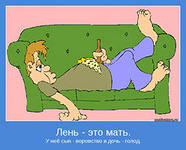 Лень - это мать.
У неё сын - воровство и дочь - голод.